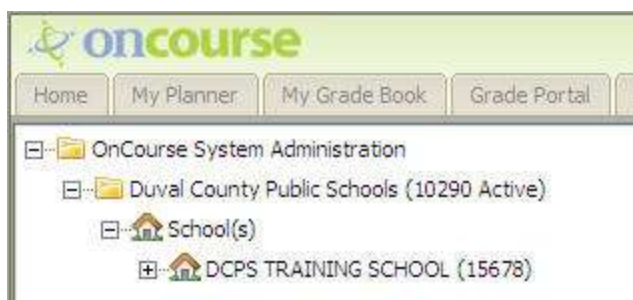 oncourse
Home My Planner My Grade Book Grade Portal
OnCourse System Administration
Duval County Public Schools (10290 Active)
School(s)
DCPS TRAINING SCHOOL (15678)